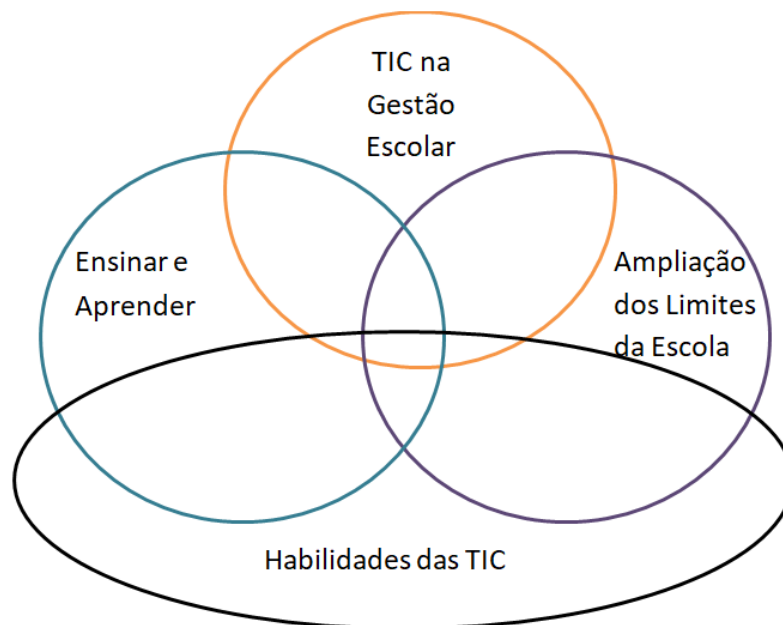 TIC na
Gestão
Escolar
Ensinar e
Aprender
Ampliação
dos Limites
da Escola
Habilidades das TIC